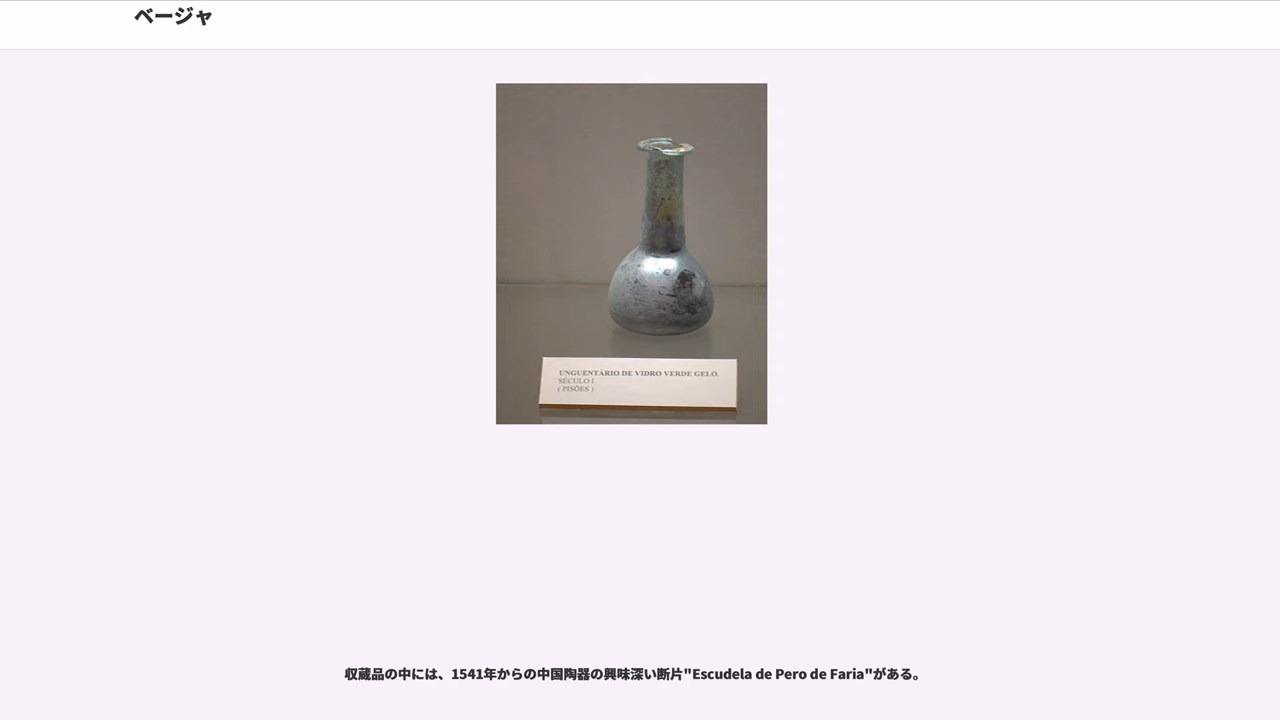 ベージャ
UNGUENTÁRIO DE VIDRO VERDE GELO.
SÉCULO I
( PISÕES )
収蔵品の中には、1541年からの中国陶器の興味深い断片"Escudela de Pero de Faria"がある。